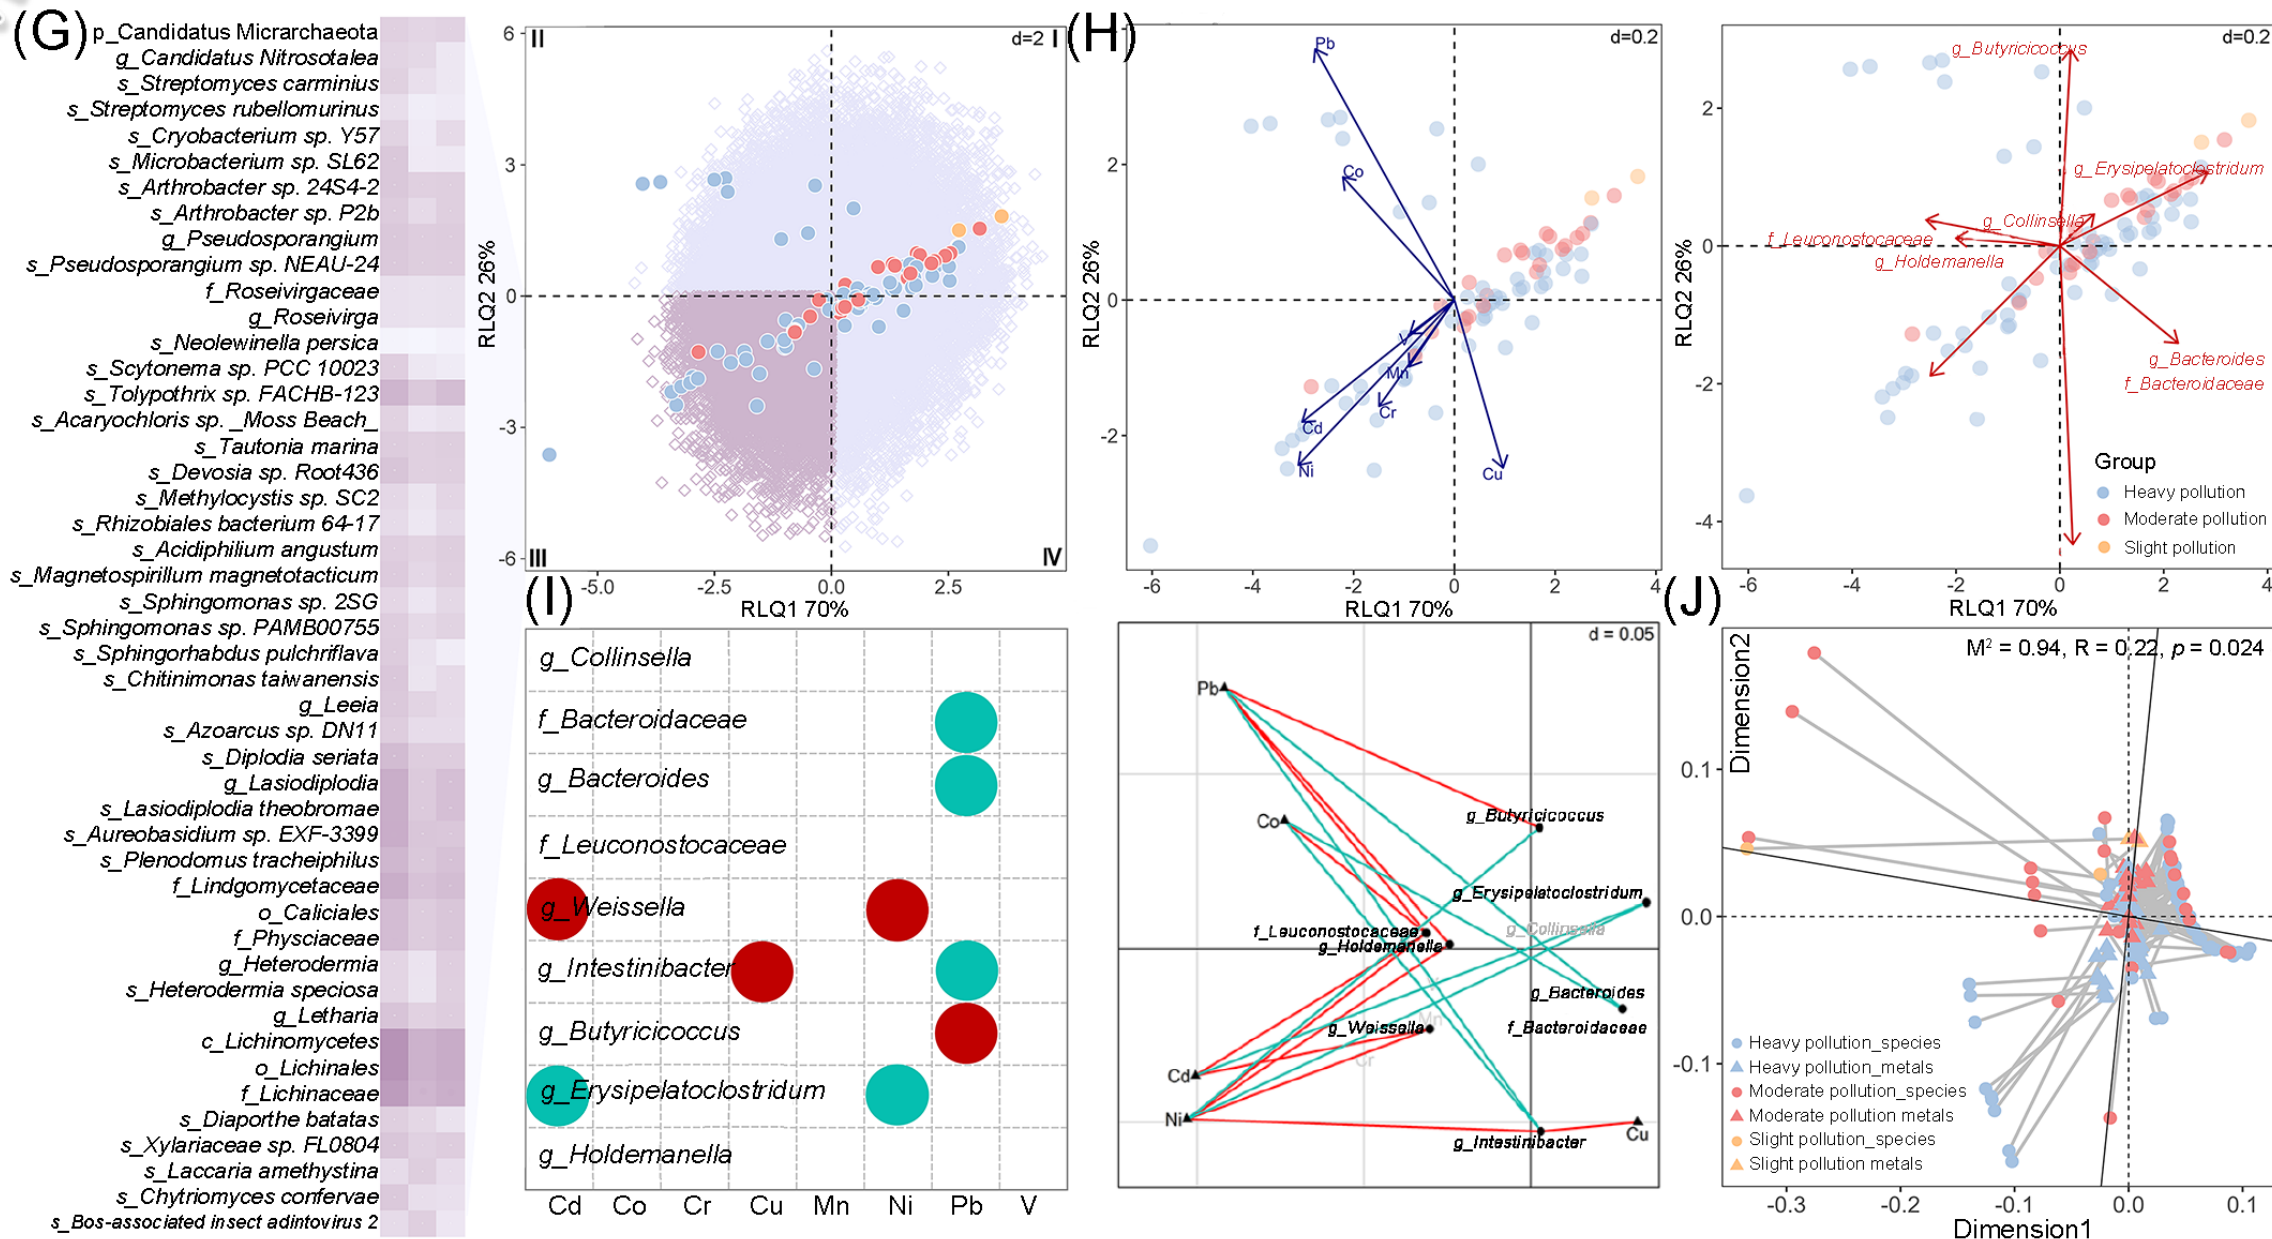 (G)
p_Candidatus Micrarchaeota
g_Candidatus Nitrosotalea
s_Streptomyces carminius
s_Streptomyces rubellomurinus
s_Cryobacterium sp. Y57
s_Microbacterium sp. SL62
s_Arthrobacter sp. 24S4-2
s_Arthrobacter sp. P2b
g_Pseudosporangium
s_Pseudosporangium sp. NEAU-24
f_Roseivirgaceae
g_Roseivirga
s_Neolewinella persica
s_Scytonema sp. PCC 10023
s_Tolypothrix sp. FACHB-123
s_Acaryochloris sp. _Moss Beach_
s_Tautonia marina
s_Devosia sp. Root436
s_Methylocystis sp. SC2
s_Rhizobiales bacterium 64-17
s_Acidiphilium angustum
s_Magnetospirillum magnetotacticum
s_Sphingomonas sp. 2SG
s_Sphingomonas sp. PAMB00755
s_Sphingorhabdus pulchriflava
s_Chitinimonas taiwanensis
g_Leeia
s_Azoarcus sp. DN11
s_Diplodia seriata
g_Lasiodiplodia
s_Lasiodiplodia theobromae
s_Aureobasidium sp. EXF-3399
s_Plenodomus tracheiphilus
f_Lindgomycetaceae
o_Caliciales
f_Physciaceae
g_Heterodermia
s_Heterodermia speciosa
g_Letharia
c_Lichinomycetes
o_Lichinales
f_Lichinaceae
s_Diaporthe batatas
s_Xylariaceae sp. FL0804
s_Laccaria amethystina
s_Chytriomyces confervae
s_Bos-associated insect adintovirus 2
II
d=2
I
III
IV
6
3
0
-3
-6
RLQ2 26%
-5.0
-2.5
0.0
2.5
RLQ1 70%
(H)
d=0.2
Pb
Co
V
Mn
Cr
Cd
Ni
Cu
2
0
-2
RLQ2 26%
-6
-4
-2
0
2
4
RLQ1 70%
d=0.2
g_Butyricicoccus
g_Erysipelatoclostridum
g_Collinsella
f_Leuconostocaceae
g_Holdemanella
g_Bacteroides
f_Bacteroidaceae
Group
Heavy pollution
Moderate pollution
Slight pollution
2
0
-2
-4
RLQ2 26%
-6
-4
-2
0
2
4
RLQ1 70%
(I)
g_Collinsella
f_Bacteroidaceae
g_Bacteroides
f_Leuconostocaceae
g_Weissella
g_Intestinibacter
g_Butyricicoccus
g_Erysipelatoclostridum
g_Holdemanella
Cd
Co
Cr
Cu
Mn
Ni
Pb
V
d = 0.05
Pb
Co
g_Butyricicoccus
g_Erysipelatoclostridum
g_Collinsella
f_Leuconostocaceae
g_Holdemanella
g_Bacteroides
Mn
g_Weissella
f_Bacteroidaceae
Cr
Cd
Ni
Cu
g_Intestinibacter
(J)
M² = 0.94, R = 0.22, p = 0.024
Dimension2
0.1
0.0
-0.1
Heavy pollution_species
Heavy pollution_metals
Moderate pollution_species
Moderate pollution metals
Slight pollution_species
Slight pollution metals
-0.3
-0.2
-0.1
0.0
0.1
Dimension1